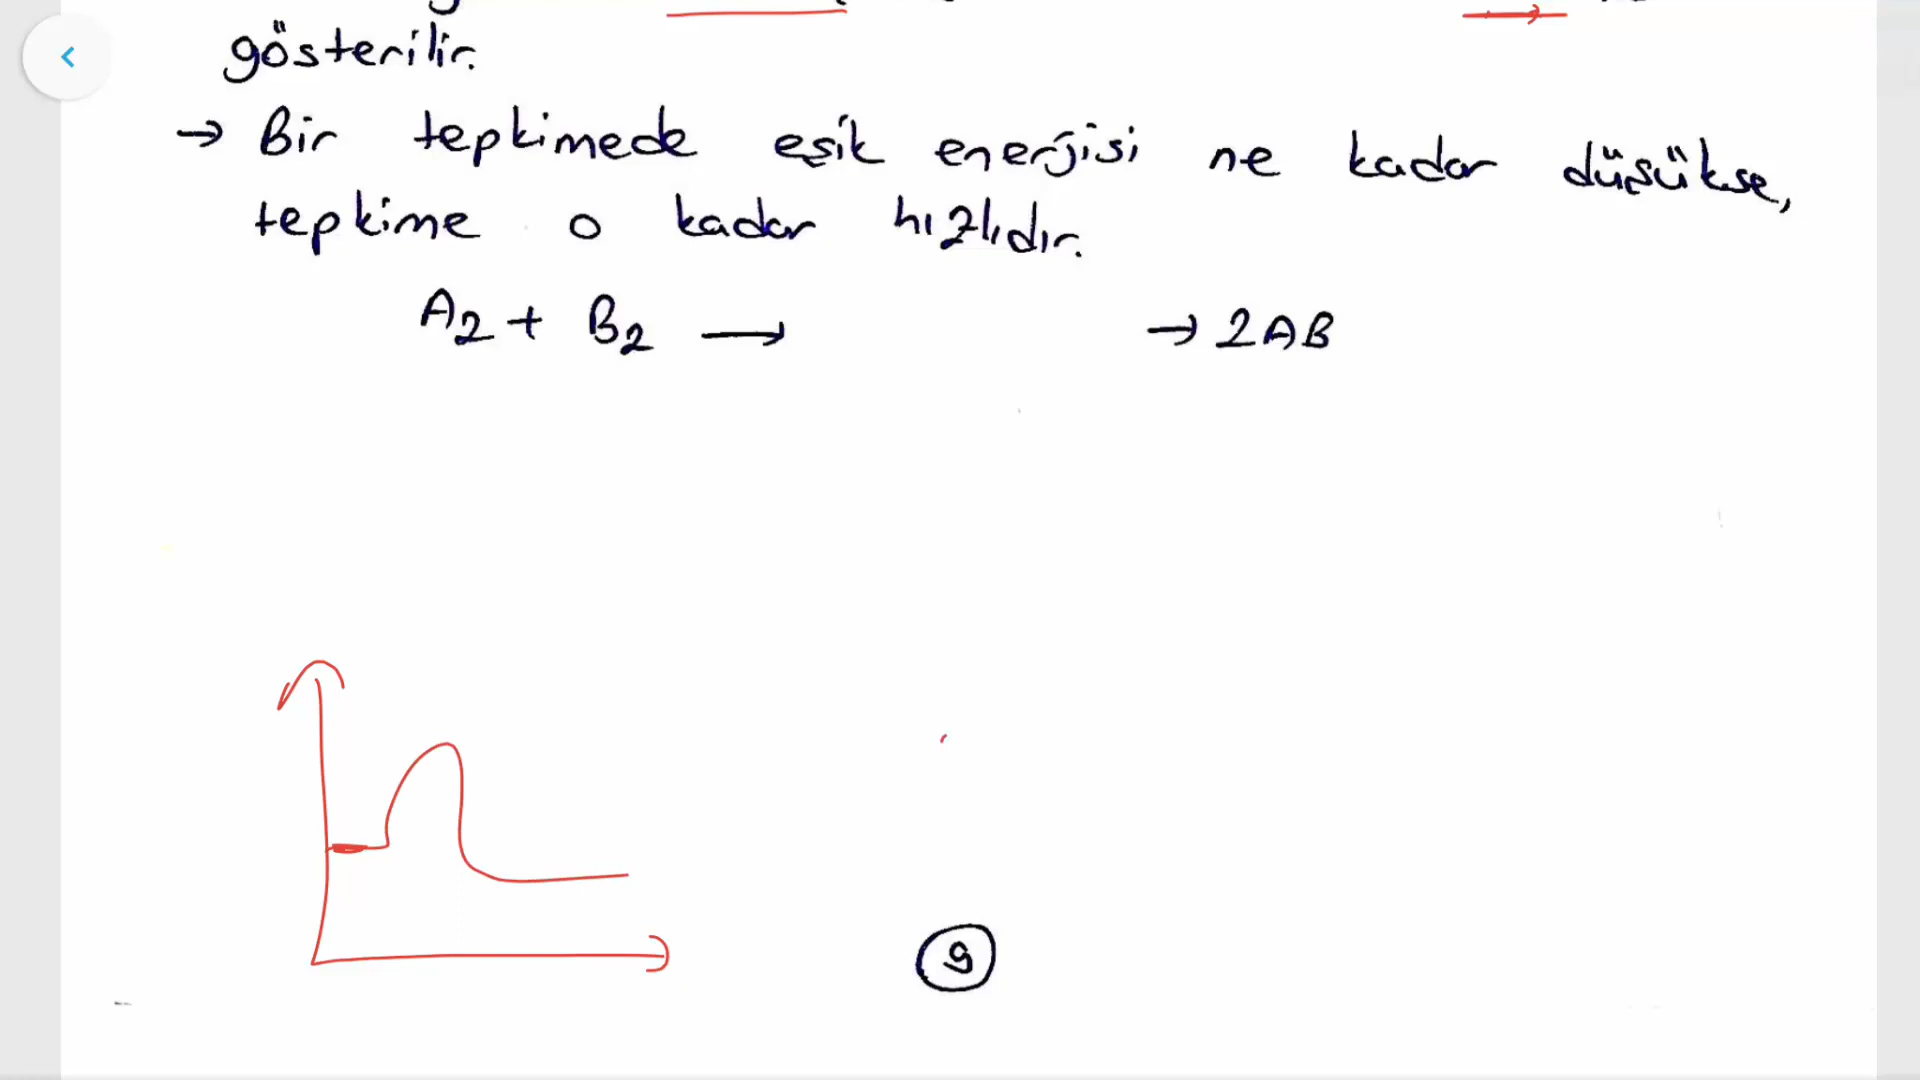 gösterilir.
→ Bir tepkimede eşik enerjisi ne kadar düşükse,
tepkime o kadar hızlıdır.
A2 + B2 → → 2AB
9